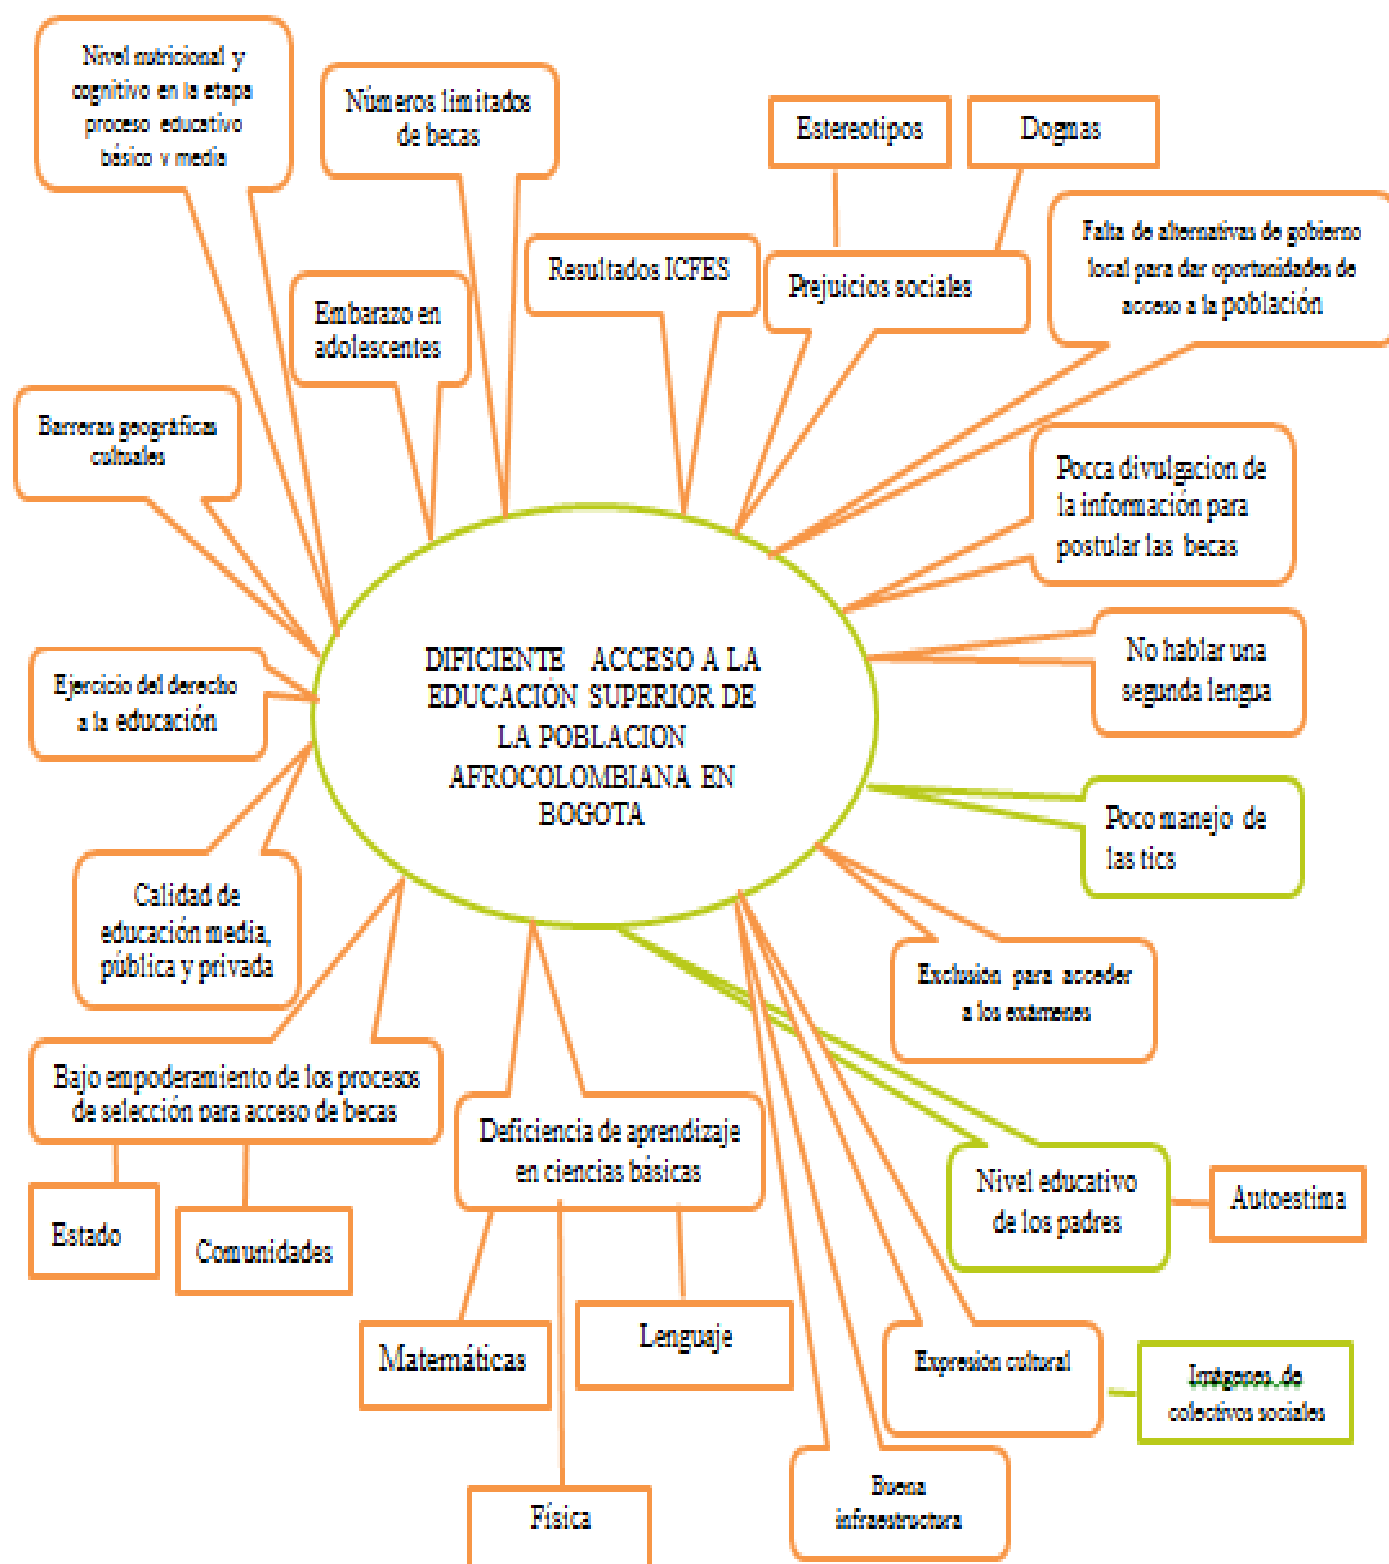 Nivel nutricional y
cognitivo en la etapa
proceso educativo
básico y media
Números limitados
de becas
Estereotipos
Dogmas
Embarazo en
adolescentes
Resultados ICFES
Prejuicios sociales
Falta de alternativas de gobierno
local para dar oportunidades de
acceso a la población
Barreras geográficas
cultuales
Pocca divulgacion de
la información para
postular las becas
Ejercicio del derecho
a la educación
DIFICIENTE ACCESO A LA
EDUCACIÓN SUPERIOR DE
LA POBLACION
AFROCOLOMBIANA EN
BOGOTA
No hablar una
segunda lengua
Poco manejo de
las tics
Calidad de
educación media,
pública y privada
Exclusión para acceder
a los exámenes
Bajo empoderamiento de los procesos
de selección para acceso de becas
Deficiencia de aprendizaje
en ciencias básicas
Nivel educativo
de los padres
Autoestima
Estado
Comunidades
Matemáticas
Lenguaje
Expresión cultural
Imágenes de
colectivos sociales
Física
Buena
infraestructura